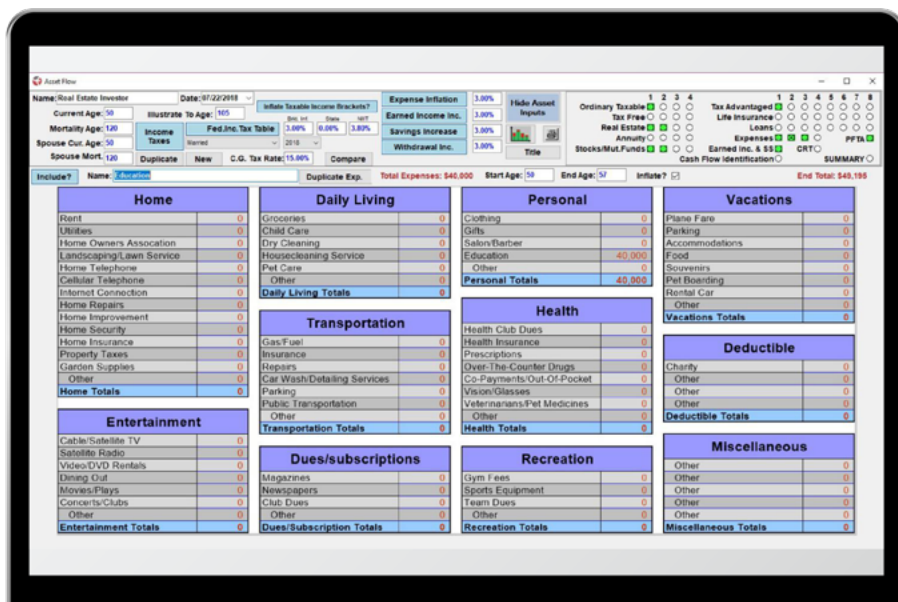 Asset Flow
Name: Real Estate Investor Date: 07/22/2018
Current Age: 50 Illustrate To Age: 105 Inflate Taxable Income Brackets?
Mortality Age: 120 Income Taxes Fed.Inc.Tax Table 3.00% 0.00% 3.80%
Spouse Cur. Age: 50 Married 2018
Spouse Mort. 120 Duplicate New C.G. Tax Rate: 15.00% Compare
Expense Inflation 3.00%
Earned Income Inc. 3.00%
Savings Increase 3.00%
Withdrawal Inc. 3.00%
Hide Asset Inputs
Title
1 2 3 4
Ordinary Taxable
Tax Free
Real Estate
Annuity
Stocks/Mut.Funds
1 2 3 4 5 6 7 8
Tax Advantaged
Life Insurance
Loans
Expenses PFTA
Earned Inc. & SS CRT
Cash Flow Identification SUMMARY
Include? Name: Education Duplicate Exp. Total Expenses: $40,000 Start Age: 50 End Age: 57 Inflate? End Total: $49,195
Home
Rent 0
Utilities 0
Home Owners Assocation 0
Landscaping/Lawn Service 0
Home Telephone 0
Cellular Telephone 0
Internet Connection 0
Home Repairs 0
Home Improvement 0
Home Security 0
Home Insurance 0
Property Taxes 0
Garden Supplies 0
Other 0
Home Totals 0
Entertainment
Cable/Satellite TV 0
Satellite Radio 0
Video/DVD Rentals 0
Dining Out 0
Movies/Plays 0
Concerts/Clubs 0
Other 0
Entertainment Totals 0
Daily Living
Groceries 0
Child Care 0
Dry Cleaning 0
Housecleaning Service 0
Pet Care 0
Other 0
Daily Living Totals 0
Transportation
Gas/Fuel 0
Insurance 0
Repairs 0
Car Wash/Detailing Services 0
Parking 0
Public Transportation 0
Other 0
Transportation Totals 0
Dues/subscriptions
Magazines 0
Newspapers 0
Club Dues 0
Other 0
Dues/Subscription Totals 0
Personal
Clothing 0
Gifts 0
Salon/Barber 0
Education 40,000
Other 0
Personal Totals 40,000
Health
Health Club Dues 0
Health Insurance 0
Prescriptions 0
Over-The-Counter Drugs 0
Co-Payments/Out-Of-Pocket 0
Vision/Glasses 0
Veterinarians/Pet Medicines 0
Other 0
Health Totals 0
Recreation
Gym Fees 0
Sports Equipment 0
Team Dues 0
Other 0
Recreation Totals 0
Vacations
Plane Fare 0
Parking 0
Accommodations 0
Food 0
Souvenirs 0
Pet Boarding 0
Rental Car 0
Other 0
Vacations Totals 0
Deductible
Charity 0
Other 0
Other 0
Other 0
Deductible Totals 0
Miscellaneous
Other 0
Other 0
Other 0
Other 0
Other 0
Miscellaneous Totals 0